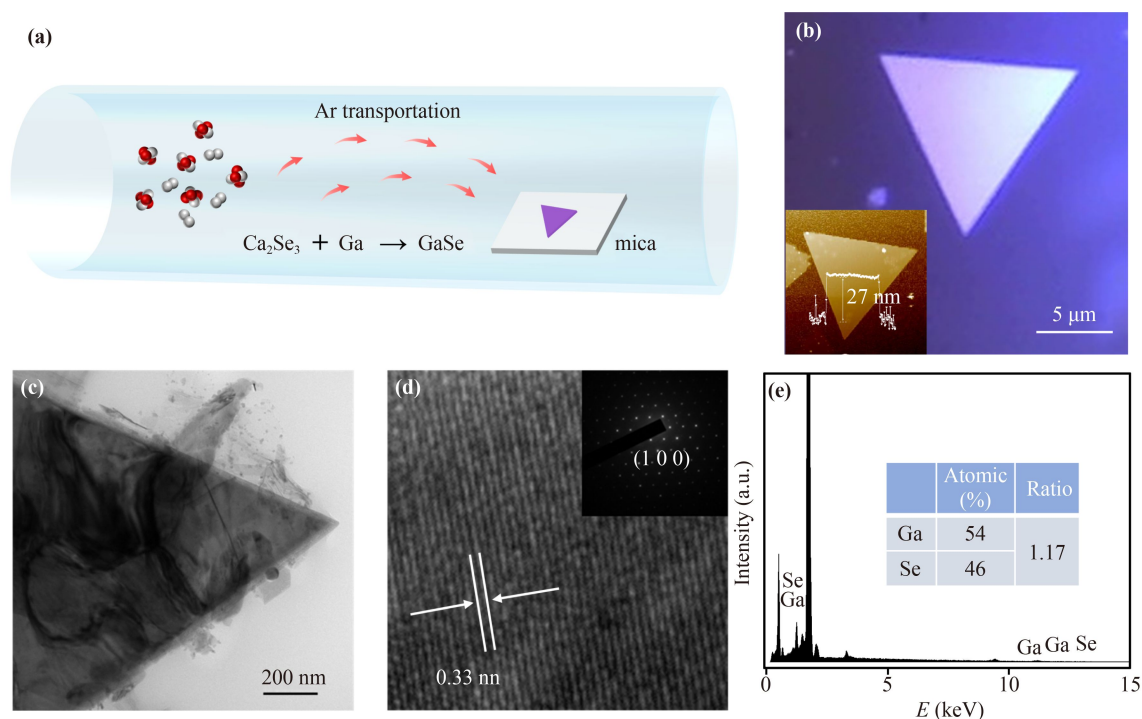 (a)
Ar transportation
Ca₂Se₃ + Ga → GaSe
mica
(b)
27 nm
5 μm
(c)
200 nm
(d)
(1 0 0)
0.33 nn
(e)
Intensity (a.u.)
Atomic (%)
Ratio
Ga 54
1.17
Se 46
Se
Ga
Ga Ga Se
0 5 10 15
E (keV)